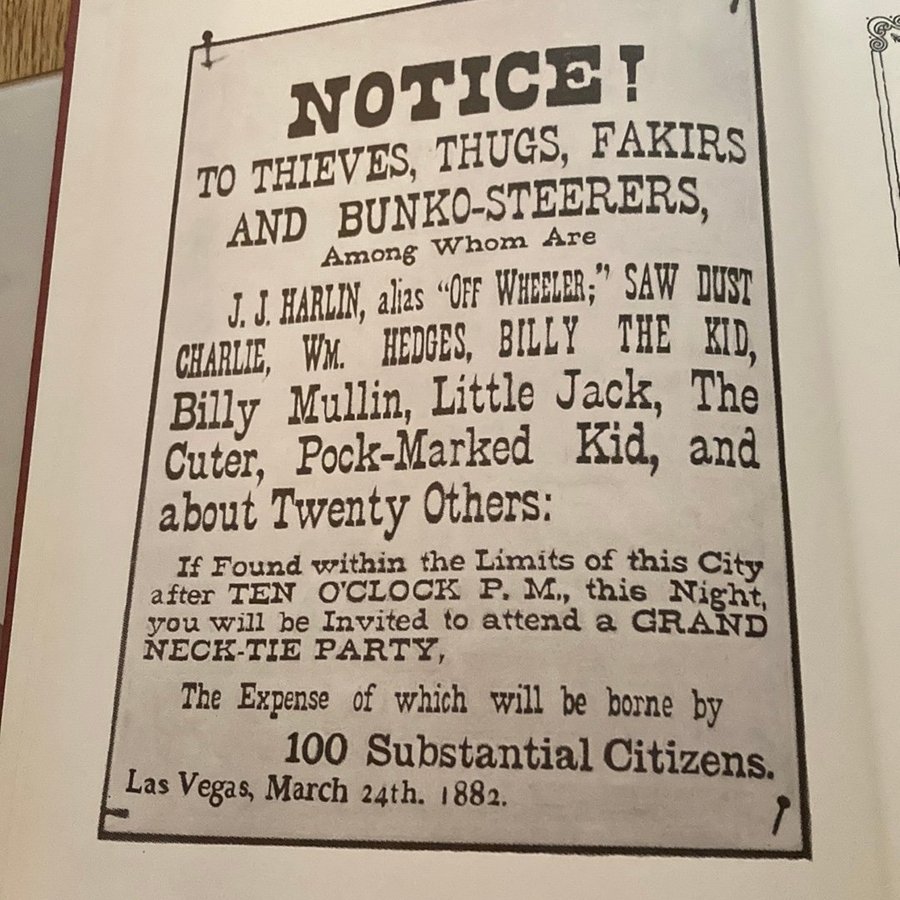 NOTICE!
TO THIEVES, THUGS, FAKIRS
AND BUNKO-STEERERS,
Among Whom Are
J. J. HARLIN, alias "OFF WHEELER;" SAW DUST
CHARLIE, WM. HEDGES, BILLY THE KID,
Billy Mullin, Little Jack, The
Cuter, Pock-Marked Kid, and
about Twenty Others:
If Found within the Limits of this City
after TEN O'CLOCK P. M., this Night,
you will be Invited to attend a GRAND
NECK-TIE PARTY,
The Expense of which will be borne by
100 Substantial Citizens.
Las Vegas, March 24th. 1882.